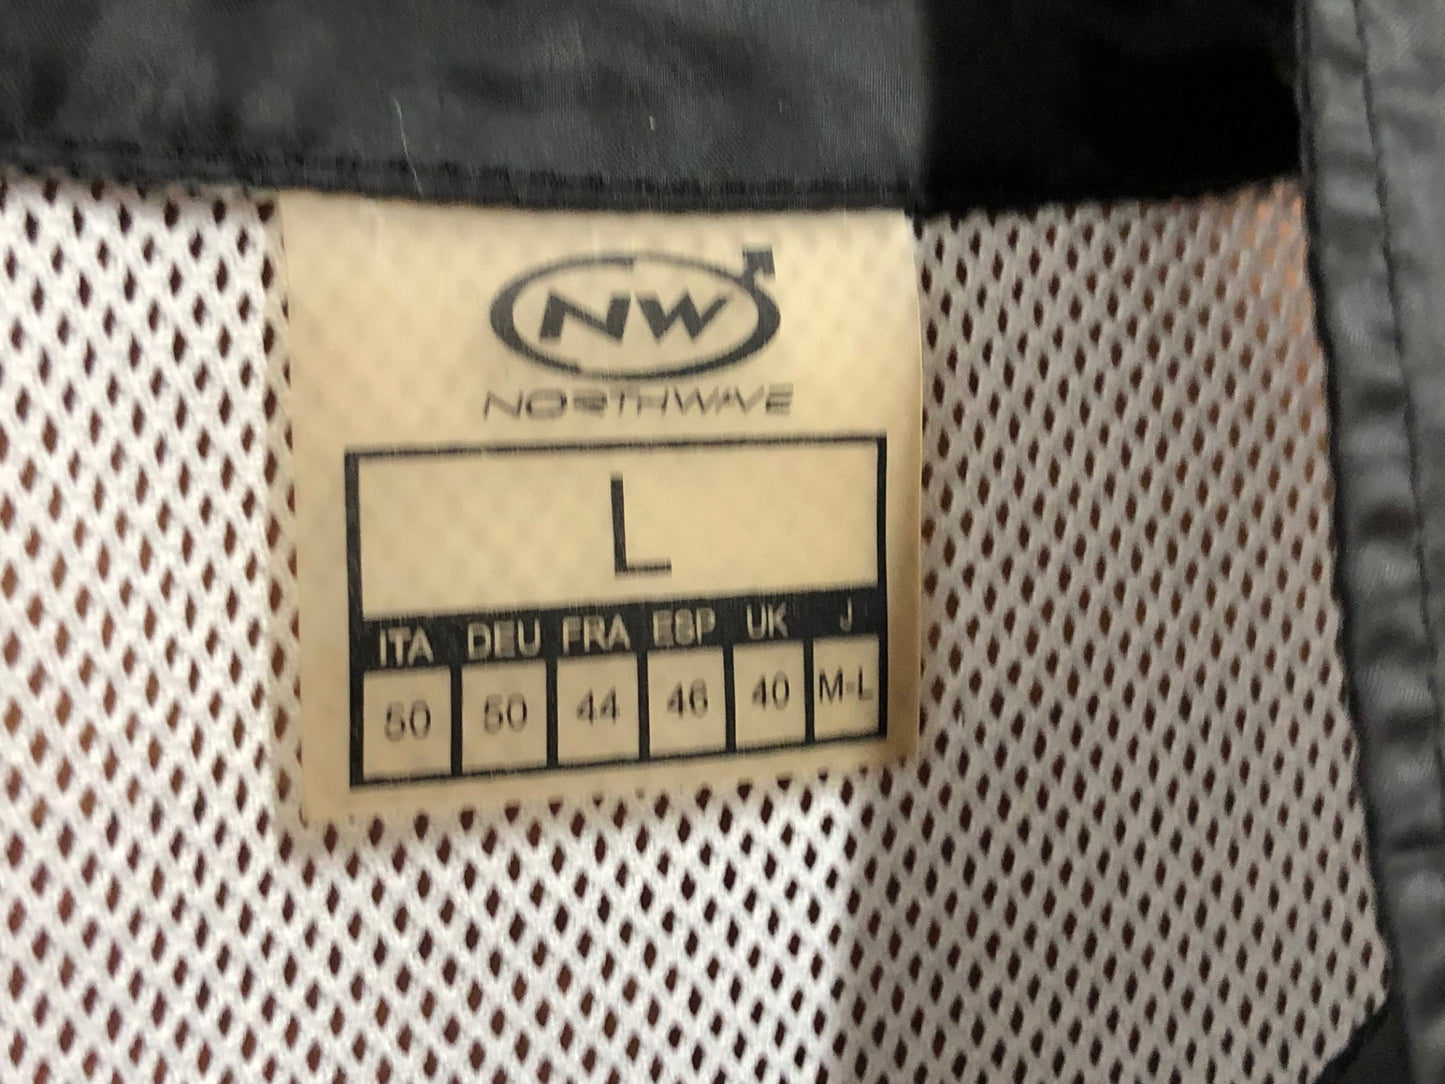 NW
NORTHWAVE
L
ITA DEU FRA ESP UK J
50 50 44 46 40 M-L